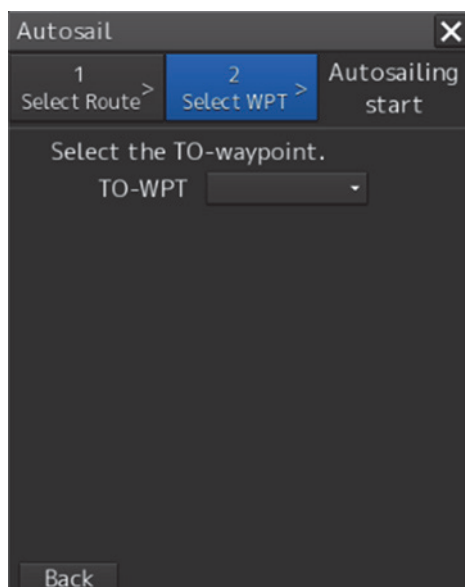 Autosail
1
Select Route >
2
Select WPT >
Autosailing
start
Select the TO-waypoint.
TO-WPT
Back